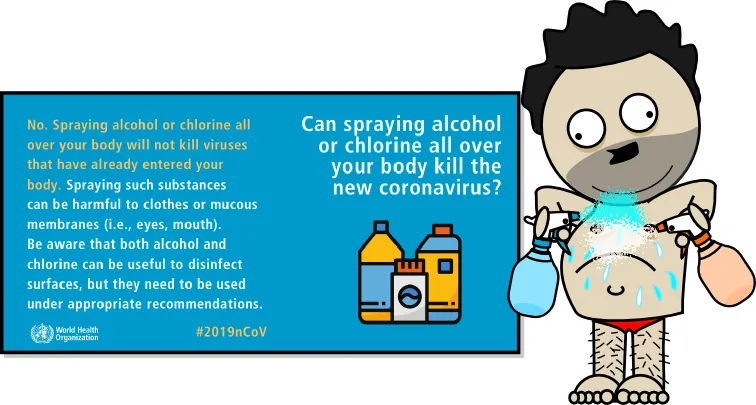 Can spraying alcohol
or chlorine all over
your body kill the
new coronavirus?
No. Spraying alcohol or chlorine all
over your body will not kill viruses
that have already entered your
body. Spraying such substances
can be harmful to clothes or mucous
membranes (i.e., eyes, mouth).
Be aware that both alcohol and
chlorine can be useful to disinfect
surfaces, but they need to be used
under appropriate recommendations.
World Health
Organization
#2019nCoV